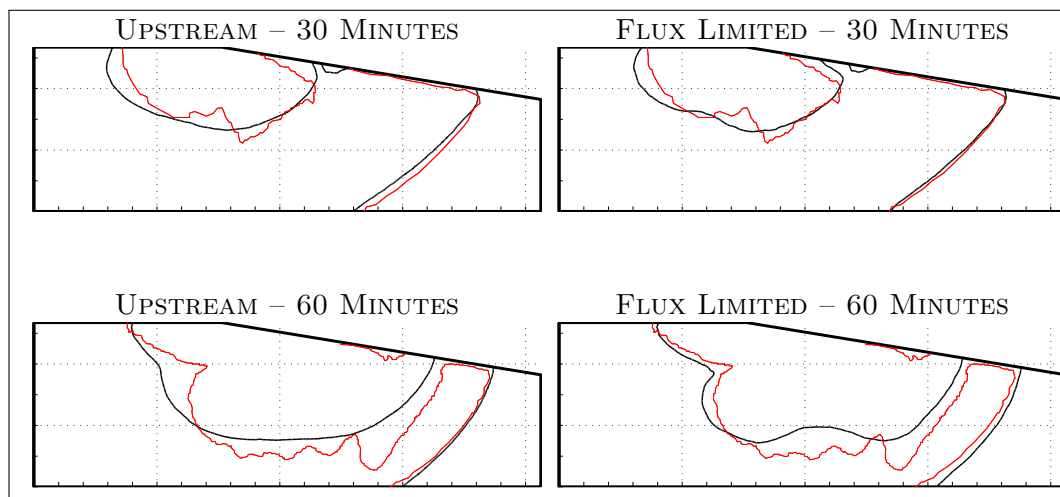 UPSTREAM – 30 MINUTES
FLUX LIMITED – 30 MINUTES
UPSTREAM – 60 MINUTES
FLUX LIMITED – 60 MINUTES